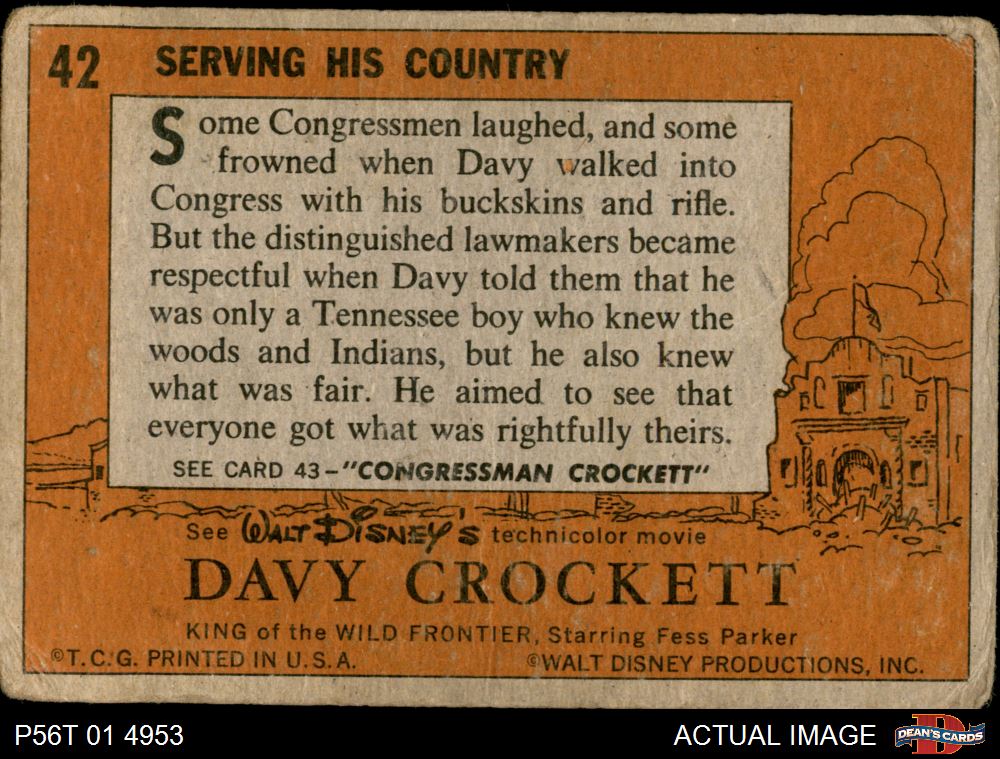 42 SERVING HIS COUNTRY
Some Congressmen laughed, and some
frowned when Davy walked into
Congress with his buckskins and rifle.
But the distinguished lawmakers became
respectful when Davy told them that he
was only a Tennessee boy who knew the
woods and Indians, but he also knew
what was fair. He aimed to see that
everyone got what was rightfully theirs.
SEE CARD 43-"CONGRESSMAN CROCKETT"
See WALT DISNEY'S technicolor movie
DAVY CROCKETT
KING of the WILD FRONTIER, Starring Fess Parker
©T.C.G. PRINTED IN U.S.A. ©WALT DISNEY PRODUCTIONS, INC.
P56T 01 4953 ACTUAL IMAGE D DEAN'S CARDS